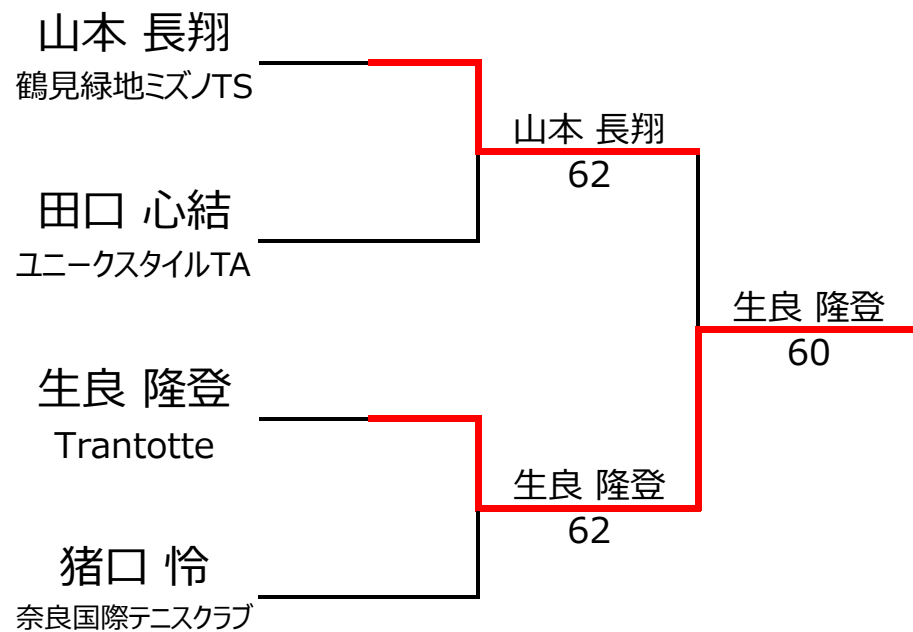 山本 長翔
鶴見緑地ミズノTS
山本 長翔
62
田口 心結
ユニークスタイルTA
生良 隆登
60
生良 隆登
Trantotte
生良 隆登
62
猪口 怜
奈良国際テニスクラブ